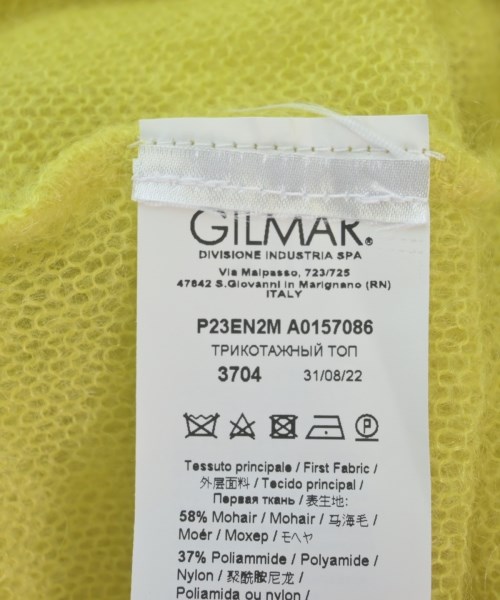 GILMAR®
DIVISIONE INDUSTRIA SPA
Via Malpasso, 723/725
47842 S.Giovanni in Marignano (RN)
ITALY
P23EN2M A0157086
ТРИКОТАЖНЫЙ ТОП
3704 31/08/22
P
Tessuto principale / First Fabric /
外层面料 / Tecido principal /
Первая ткань / 表生地:
58% Mohair / Mohair / 马海毛 /
Moér / Мохер / モヘヤ
37% Poliammide / Polyamide /
Nylon / 聚酰胺尼龙 /
Poliamida ou nylon /